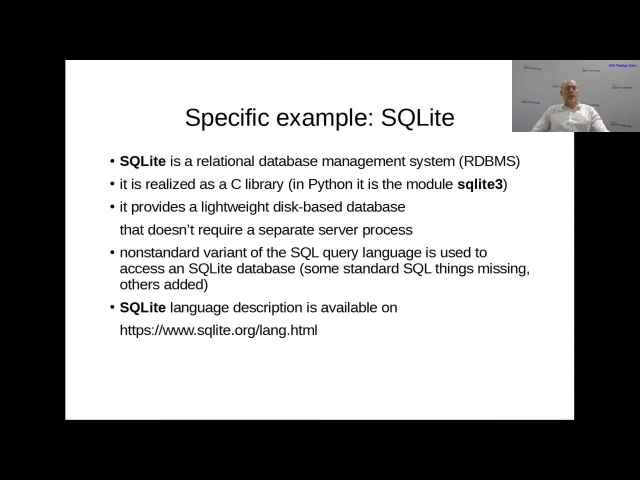 Specific example: SQLite
• SQLite is a relational database management system (RDBMS)
• it is realized as a C library (in Python it is the module sqlite3)
• it provides a lightweight disk-based database
that doesn't require a separate server process
• nonstandard variant of the SQL query language is used to
access an SQLite database (some standard SQL things missing,
others added)
• SQLite language description is available on
https://www.sqlite.org/lang.html